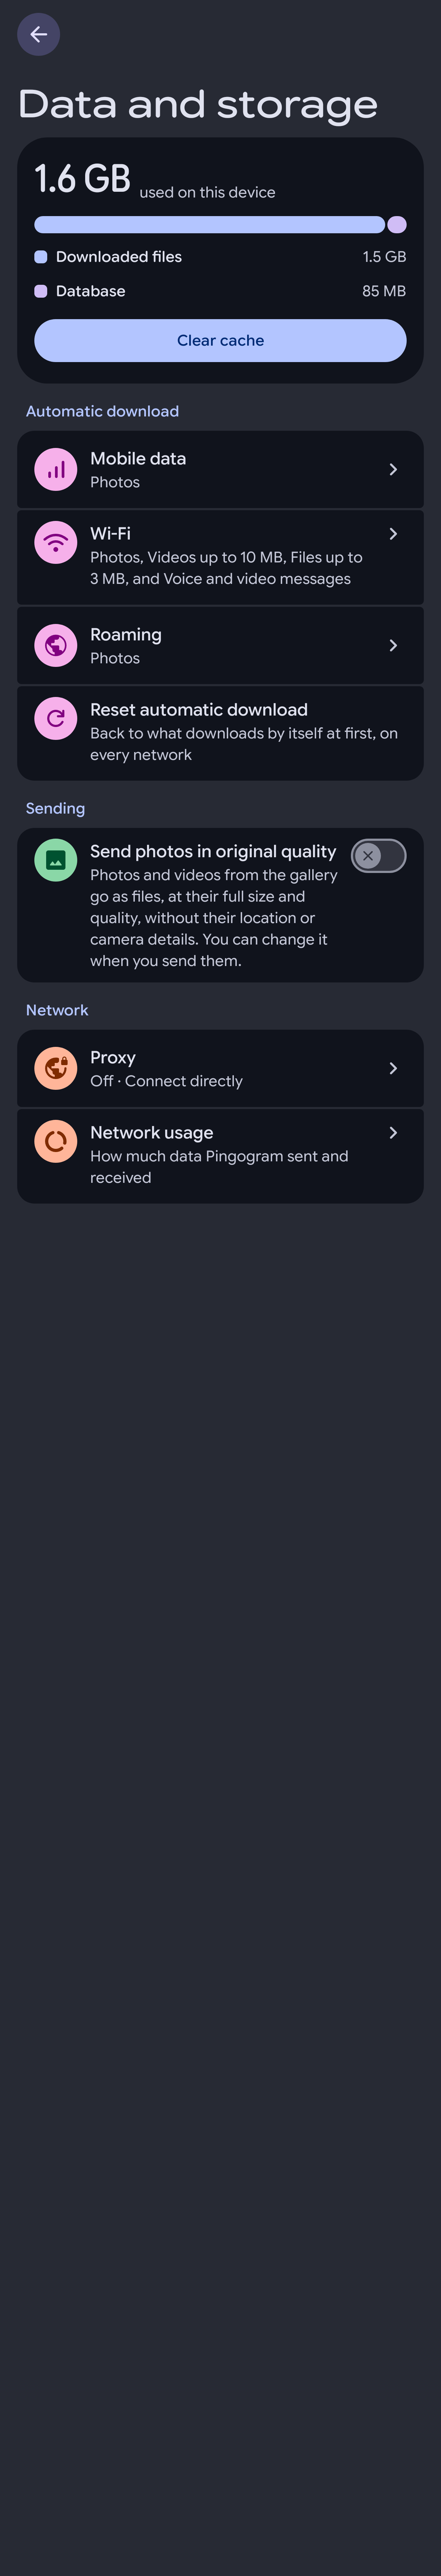 Data and storage
1.6 GB used on this device
Downloaded files 1.5 GB
Database 85 MB
Clear cache
Automatic download
Mobile data
Photos
Wi-Fi
Photos, Videos up to 10 MB, Files up to
3 MB, and Voice and video messages
Roaming
Photos
Reset automatic download
Back to what downloads by itself at first, on
every network
Sending
Send photos in original quality
Photos and videos from the gallery
go as files, at their full size and
quality, without their location or
camera details. You can change it
when you send them.
Network
Proxy
Off · Connect directly
Network usage
How much data Pingogram sent and
received